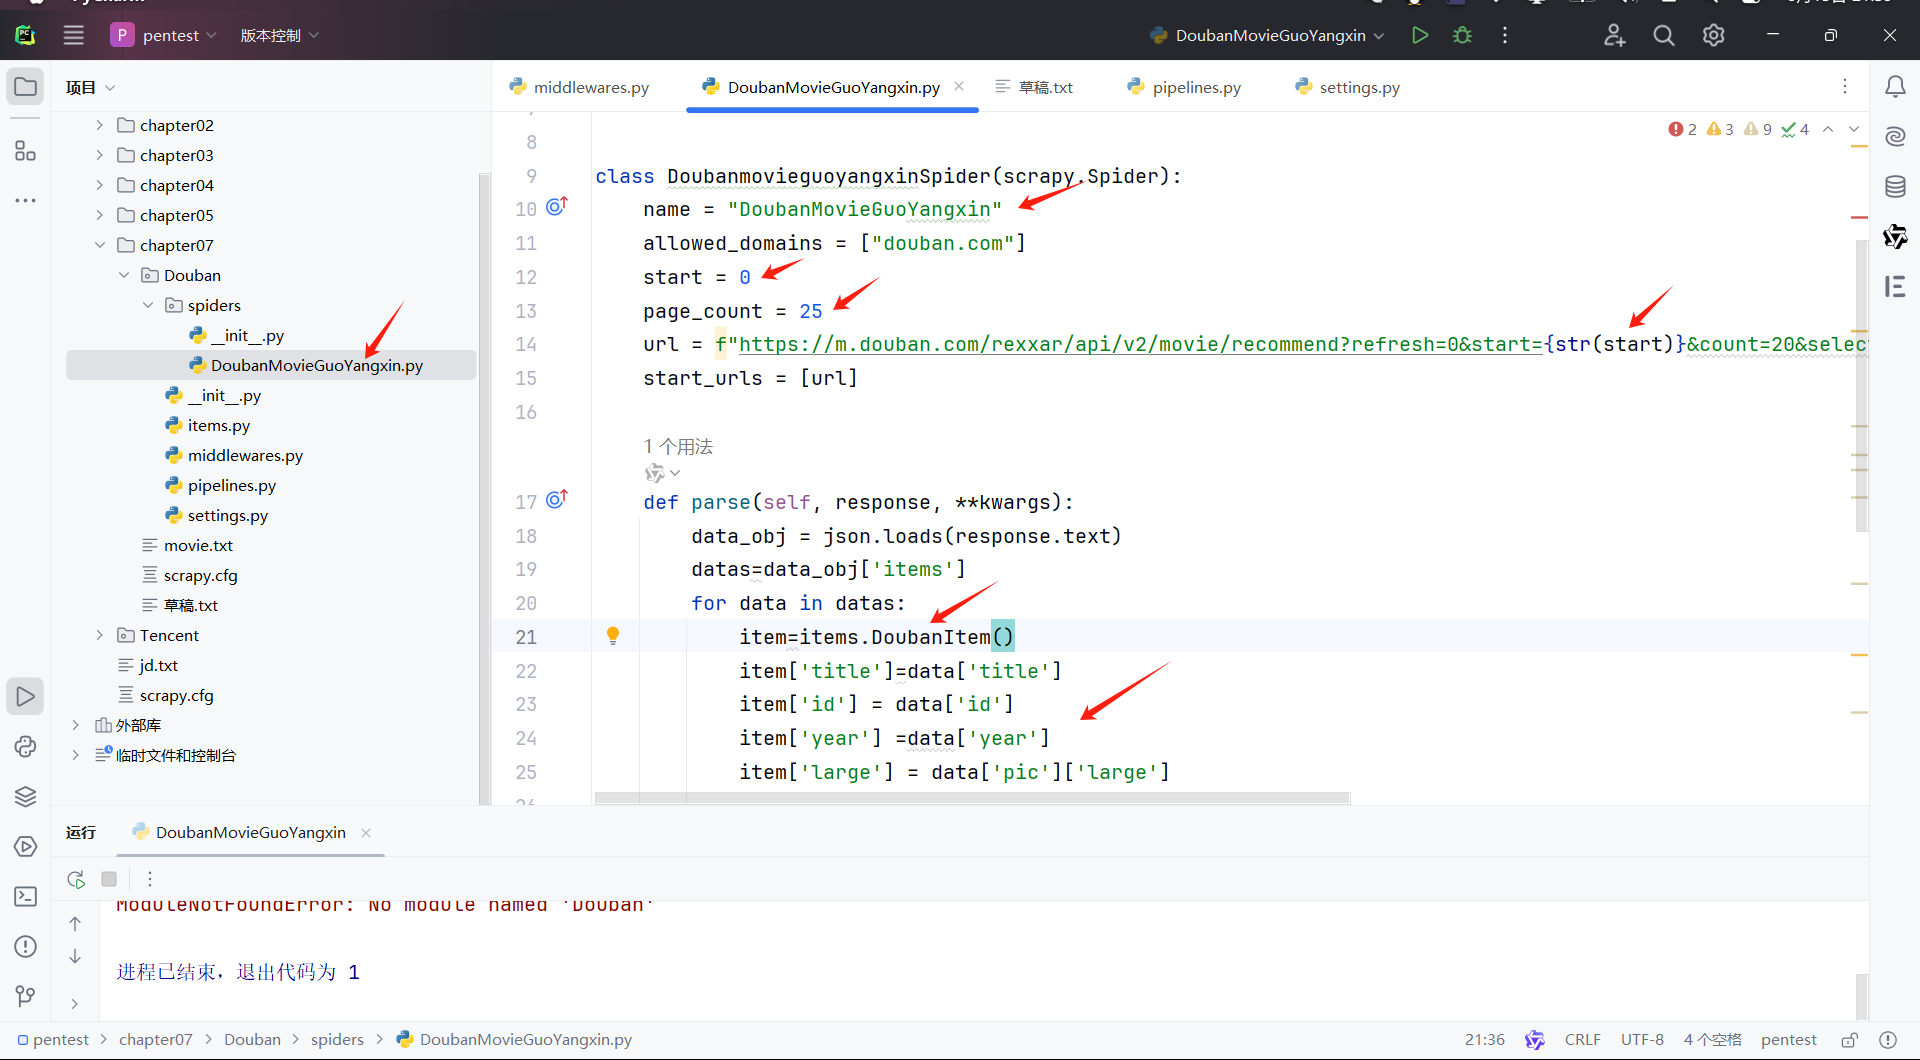 P pentest 版本控制 DoubanMovieGuoYangxin
项目
middlewares.py DoubanMovieGuoYangxin.py 草稿.txt pipelines.py settings.py
chapter02
chapter03
chapter04
chapter05
chapter07
Douban
spiders
__init__.py
DoubanMovieGuoYangxin.py
__init__.py
items.py
middlewares.py
pipelines.py
settings.py
movie.txt
scrapy.cfg
草稿.txt
Tencent
jd.txt
scrapy.cfg
外部库
临时文件和控制台
2 3 9 4
8
9 class DoubanmovieguoyangxinSpider(scrapy.Spider):
10 name = "DoubanMovieGuoYangxin"
11 allowed_domains = ["douban.com"]
12 start = 0
13 page_count = 25
14 url = f"https://m.douban.com/rexxar/api/v2/movie/recommend?refresh=0&start={str(start)}&count=20&selec
15 start_urls = [url]
16
1 个用法
17 def parse(self, response, **kwargs):
18 data_obj = json.loads(response.text)
19 datas=data_obj['items']
20 for data in datas:
21 item=items.DoubanItem()
22 item['title']=data['title']
23 item['id'] = data['id']
24 item['year'] =data['year']
25 item['large'] = data['pic']['large']
运行 DoubanMovieGuoYangxin
ModuleNotFoundError: No module named 'Douban'
进程已结束，退出代码为 1
pentest > chapter07 > Douban > spiders > DoubanMovieGuoYangxin.py
21:36 CRLF UTF-8 4 个空格 pentest